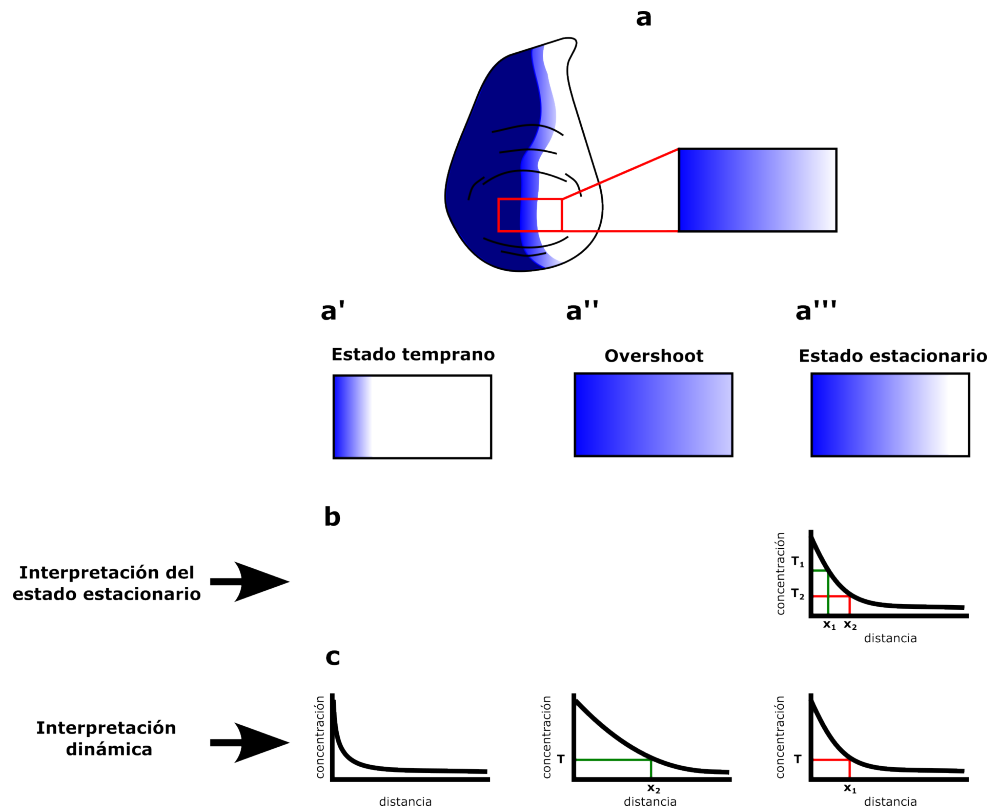 a
a' a'' a'''
Estado temprano Overshoot Estado estacionario
b
Interpretación del
estado estacionario
concentración
T1
T2
x1 x2
distancia
c
Interpretación
dinámica
concentración
distancia
concentración
T
x2
distancia
concentración
T
x1
distancia